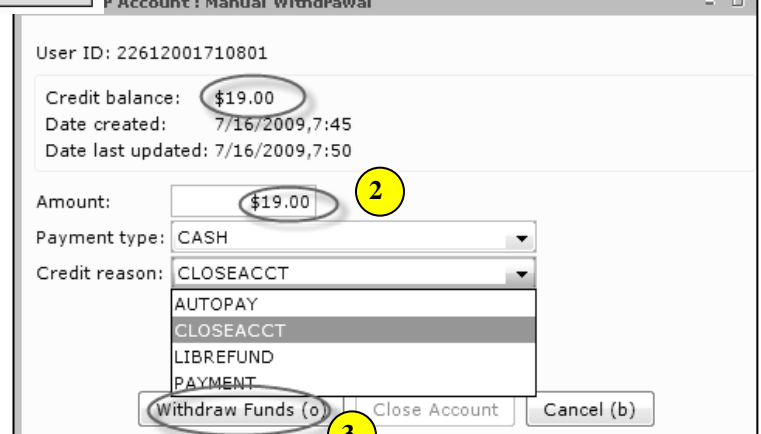 r Account : Manual Withdrawal
User ID: 22612001710801
Credit balance: $19.00
Date created: 7/16/2009,7:45
Date last updated: 7/16/2009,7:50
Amount: $19.00 2
Payment type: CASH
Credit reason: CLOSEACCT
AUTOPAY
CLOSEACCT
LIBREFUND
PAYMENT
Withdraw Funds (o) Close Account Cancel (b)
3